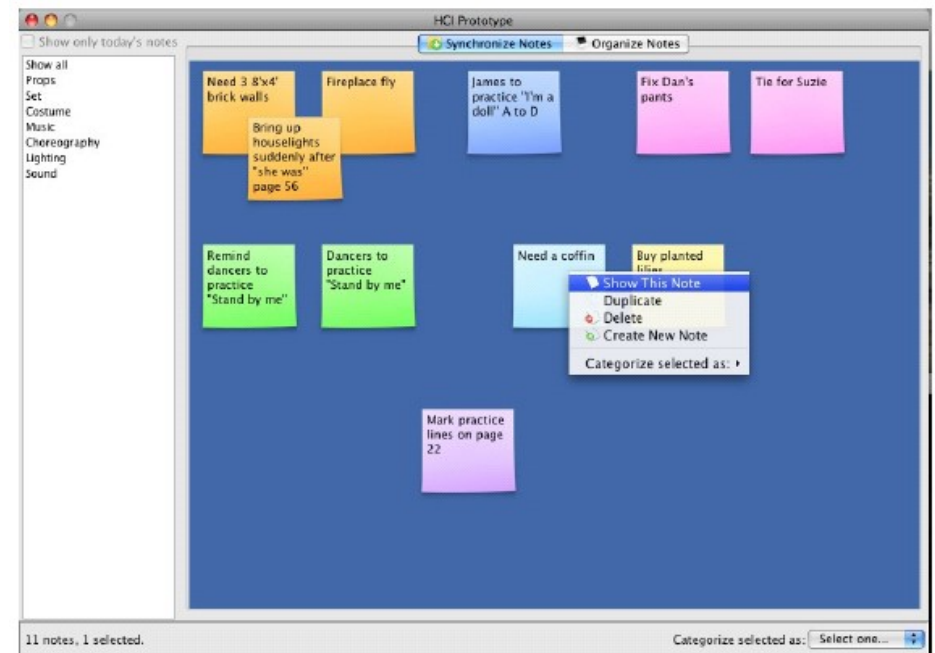 HCI Prototype
Show only today's notes
Synchronize Notes
Organize Notes
Show all
Props
Set
Costume
Music
Choreography
Lighting
Sound
Need 3 8'x4'
brick walls
Fireplace fly
Bring up
houselights
suddenly after
"she was"
page 56
James to
practice "I'm a
doll" A to D
Fix Dan's
pants
Tie for Suzie
Remind
dancers to
practice
"Stand by me"
Dancers to
practice
"Stand by me"
Need a coffin
Buy planted
lilies
Show This Note
Duplicate
Delete
Create New Note
Categorize selected as:
Mark practice
lines on page
22
11 notes, 1 selected.
Categorize selected as: Select one...